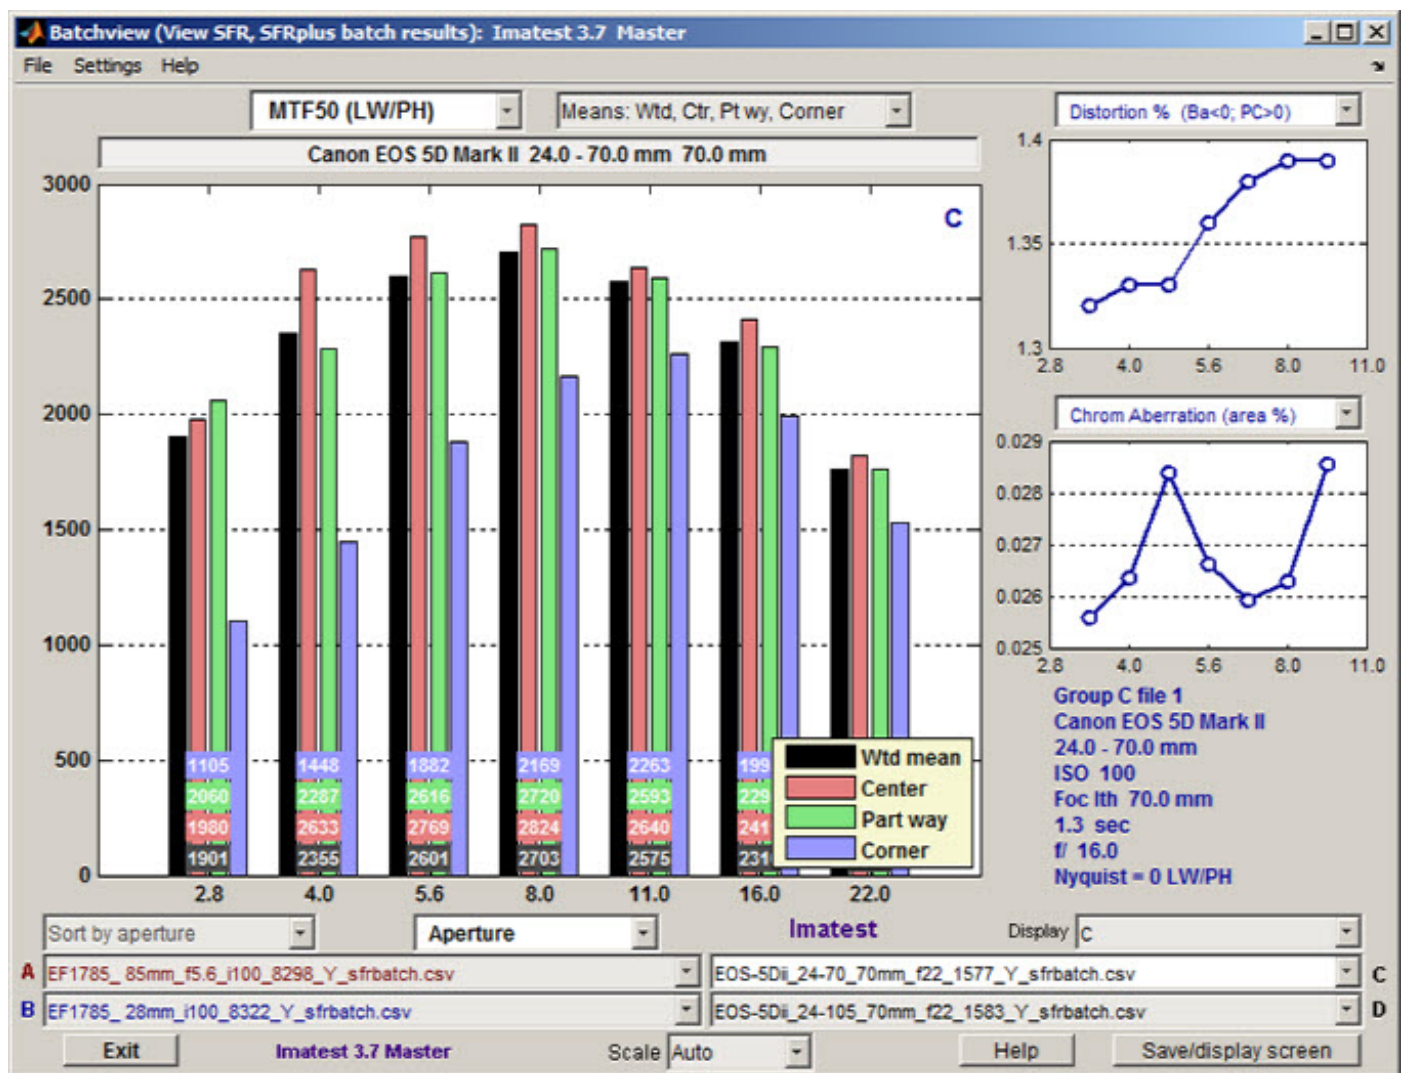 Batchview (View SFR, SFRplus batch results): Imatest 3.7 Master
File Settings Help
MTF50 (LW/PH)
Means: Wtd, Ctr, Pt wy, Corner
Distortion % (Ba<0; PC>0)
Canon EOS 5D Mark II 24.0 - 70.0 mm 70.0 mm
C
3000
2500
2000
1500
1000
500
0
1105 1448 1882 2169 2263 199
2060 2287 2616 2720 2593 229
1980 2633 2769 2824 2640 241
1901 2355 2601 2703 2575
Wtd mean
Center
Part way
Corner
2.8 4.0 5.6 8.0 11.0 16.0 22.0
1.4
1.35
1.3
2.8 4.0 5.6 8.0 11.0
Chrom Aberration (area %)
0.029
0.028
0.027
0.026
0.025
2.8 4.0 5.6 8.0 11.0
Group C file 1
Canon EOS 5D Mark II
24.0 - 70.0 mm
ISO 100
Foc lth 70.0 mm
1.3 sec
f/ 16.0
Nyquist = 0 LW/PH
Sort by aperture
Aperture
Imatest
Display C
A EF1785_ 85mm_f5.6_i100_8298_Y_sfrbatch.csv
EOS-5Dii_24-70_70mm_f22_1577_Y_sfrbatch.csv C
B EF1785_ 28mm_i100_8322_Y_sfrbatch.csv
EOS-5Dii_24-105_70mm_f22_1583_Y_sfrbatch.csv D
Exit
Imatest 3.7 Master
Scale Auto
Help
Save/display screen